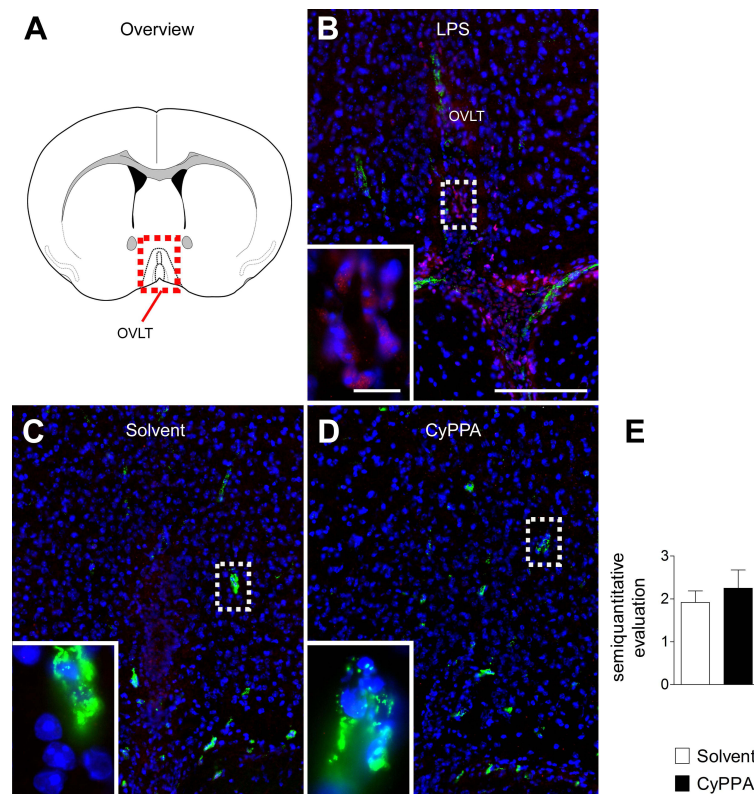 A
Overview
OVLT
B
LPS
OVLT
C
Solvent
D
CyPPA
E
semiquantitative
evaluation
3
2
1
0
Solvent
CyPPA